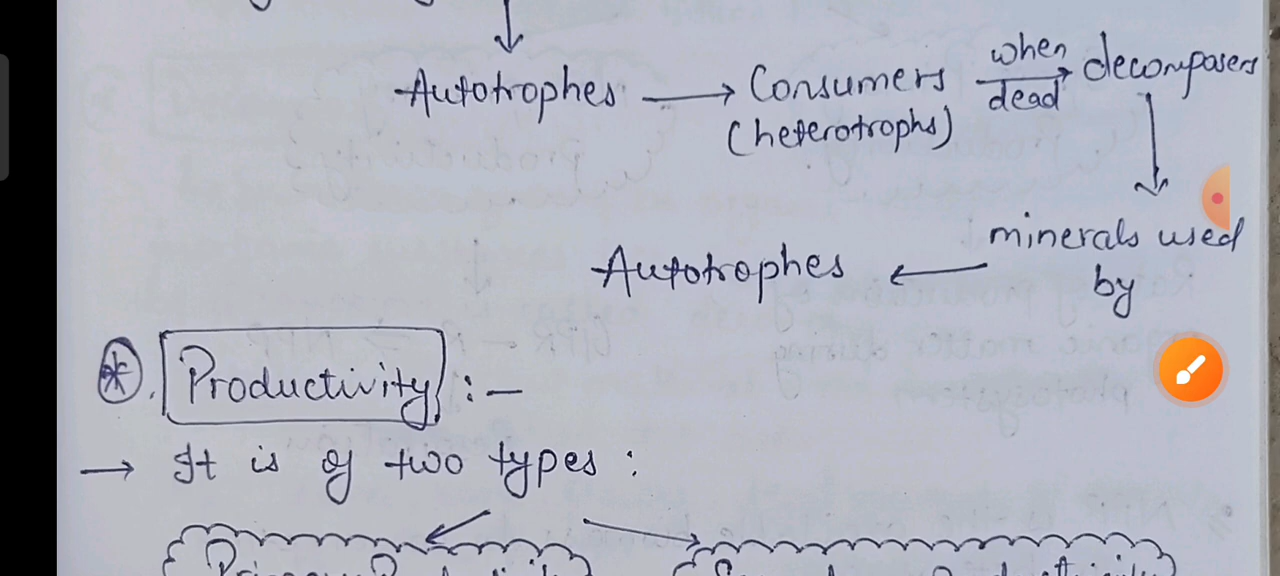 Autotrophes → Consumers when dead → decomposers
(heterotrophs)
minerals used
Autotrophes ← by
*. Productivity : –
→ It is of two types :